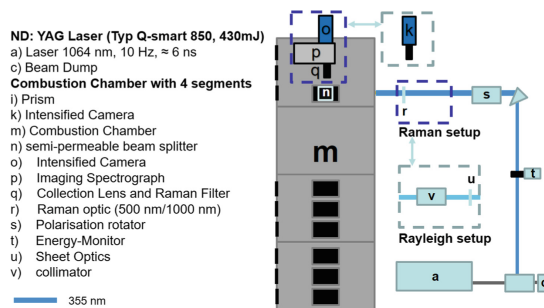 ND: YAG Laser (Typ Q-smart 850, 430mJ)
a) Laser 1064 nm, 10 Hz, ≈ 6 ns
c) Beam Dump
Combustion Chamber with 4 segments
i) Prism
k) Intensified Camera
m) Combustion Chamber
n) semi-permeable beam splitter
o) Intensified Camera
p) Imaging Spectrograph
q) Collection Lens and Raman Filter
r) Raman optic (500 nm/1000 nm)
s) Polarisation rotator
t) Energy-Monitor
u) Sheet Optics
v) collimator
355 nm
o
p
q
k
n
m
r
s
Raman setup
t
u
v
Rayleigh setup
a